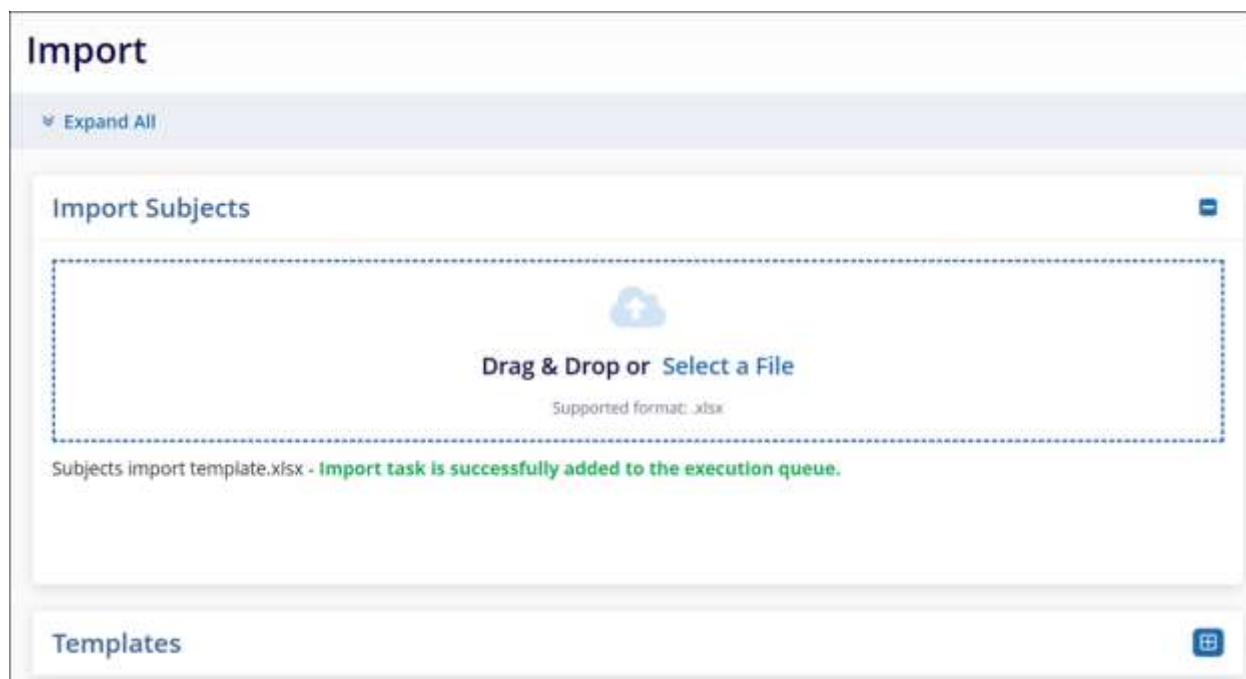 Import
Expand All
Import Subjects
Drag & Drop or Select a File
Supported format: .xlsx
Subjects import template.xlsx - Import task is successfully added to the execution queue.
Templates